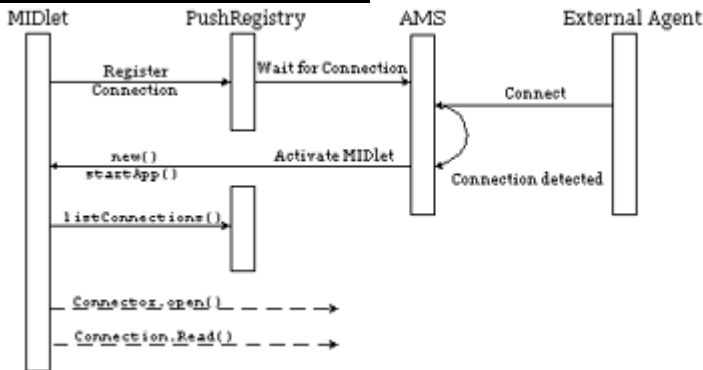 MIDlet PushRegistry AMS External Agent
Register
Connection
Wait for Connection
Connect
new()
startApp()
Activate MIDlet
Connection detected
listConnections()
Connector.open()
Connection.Read()